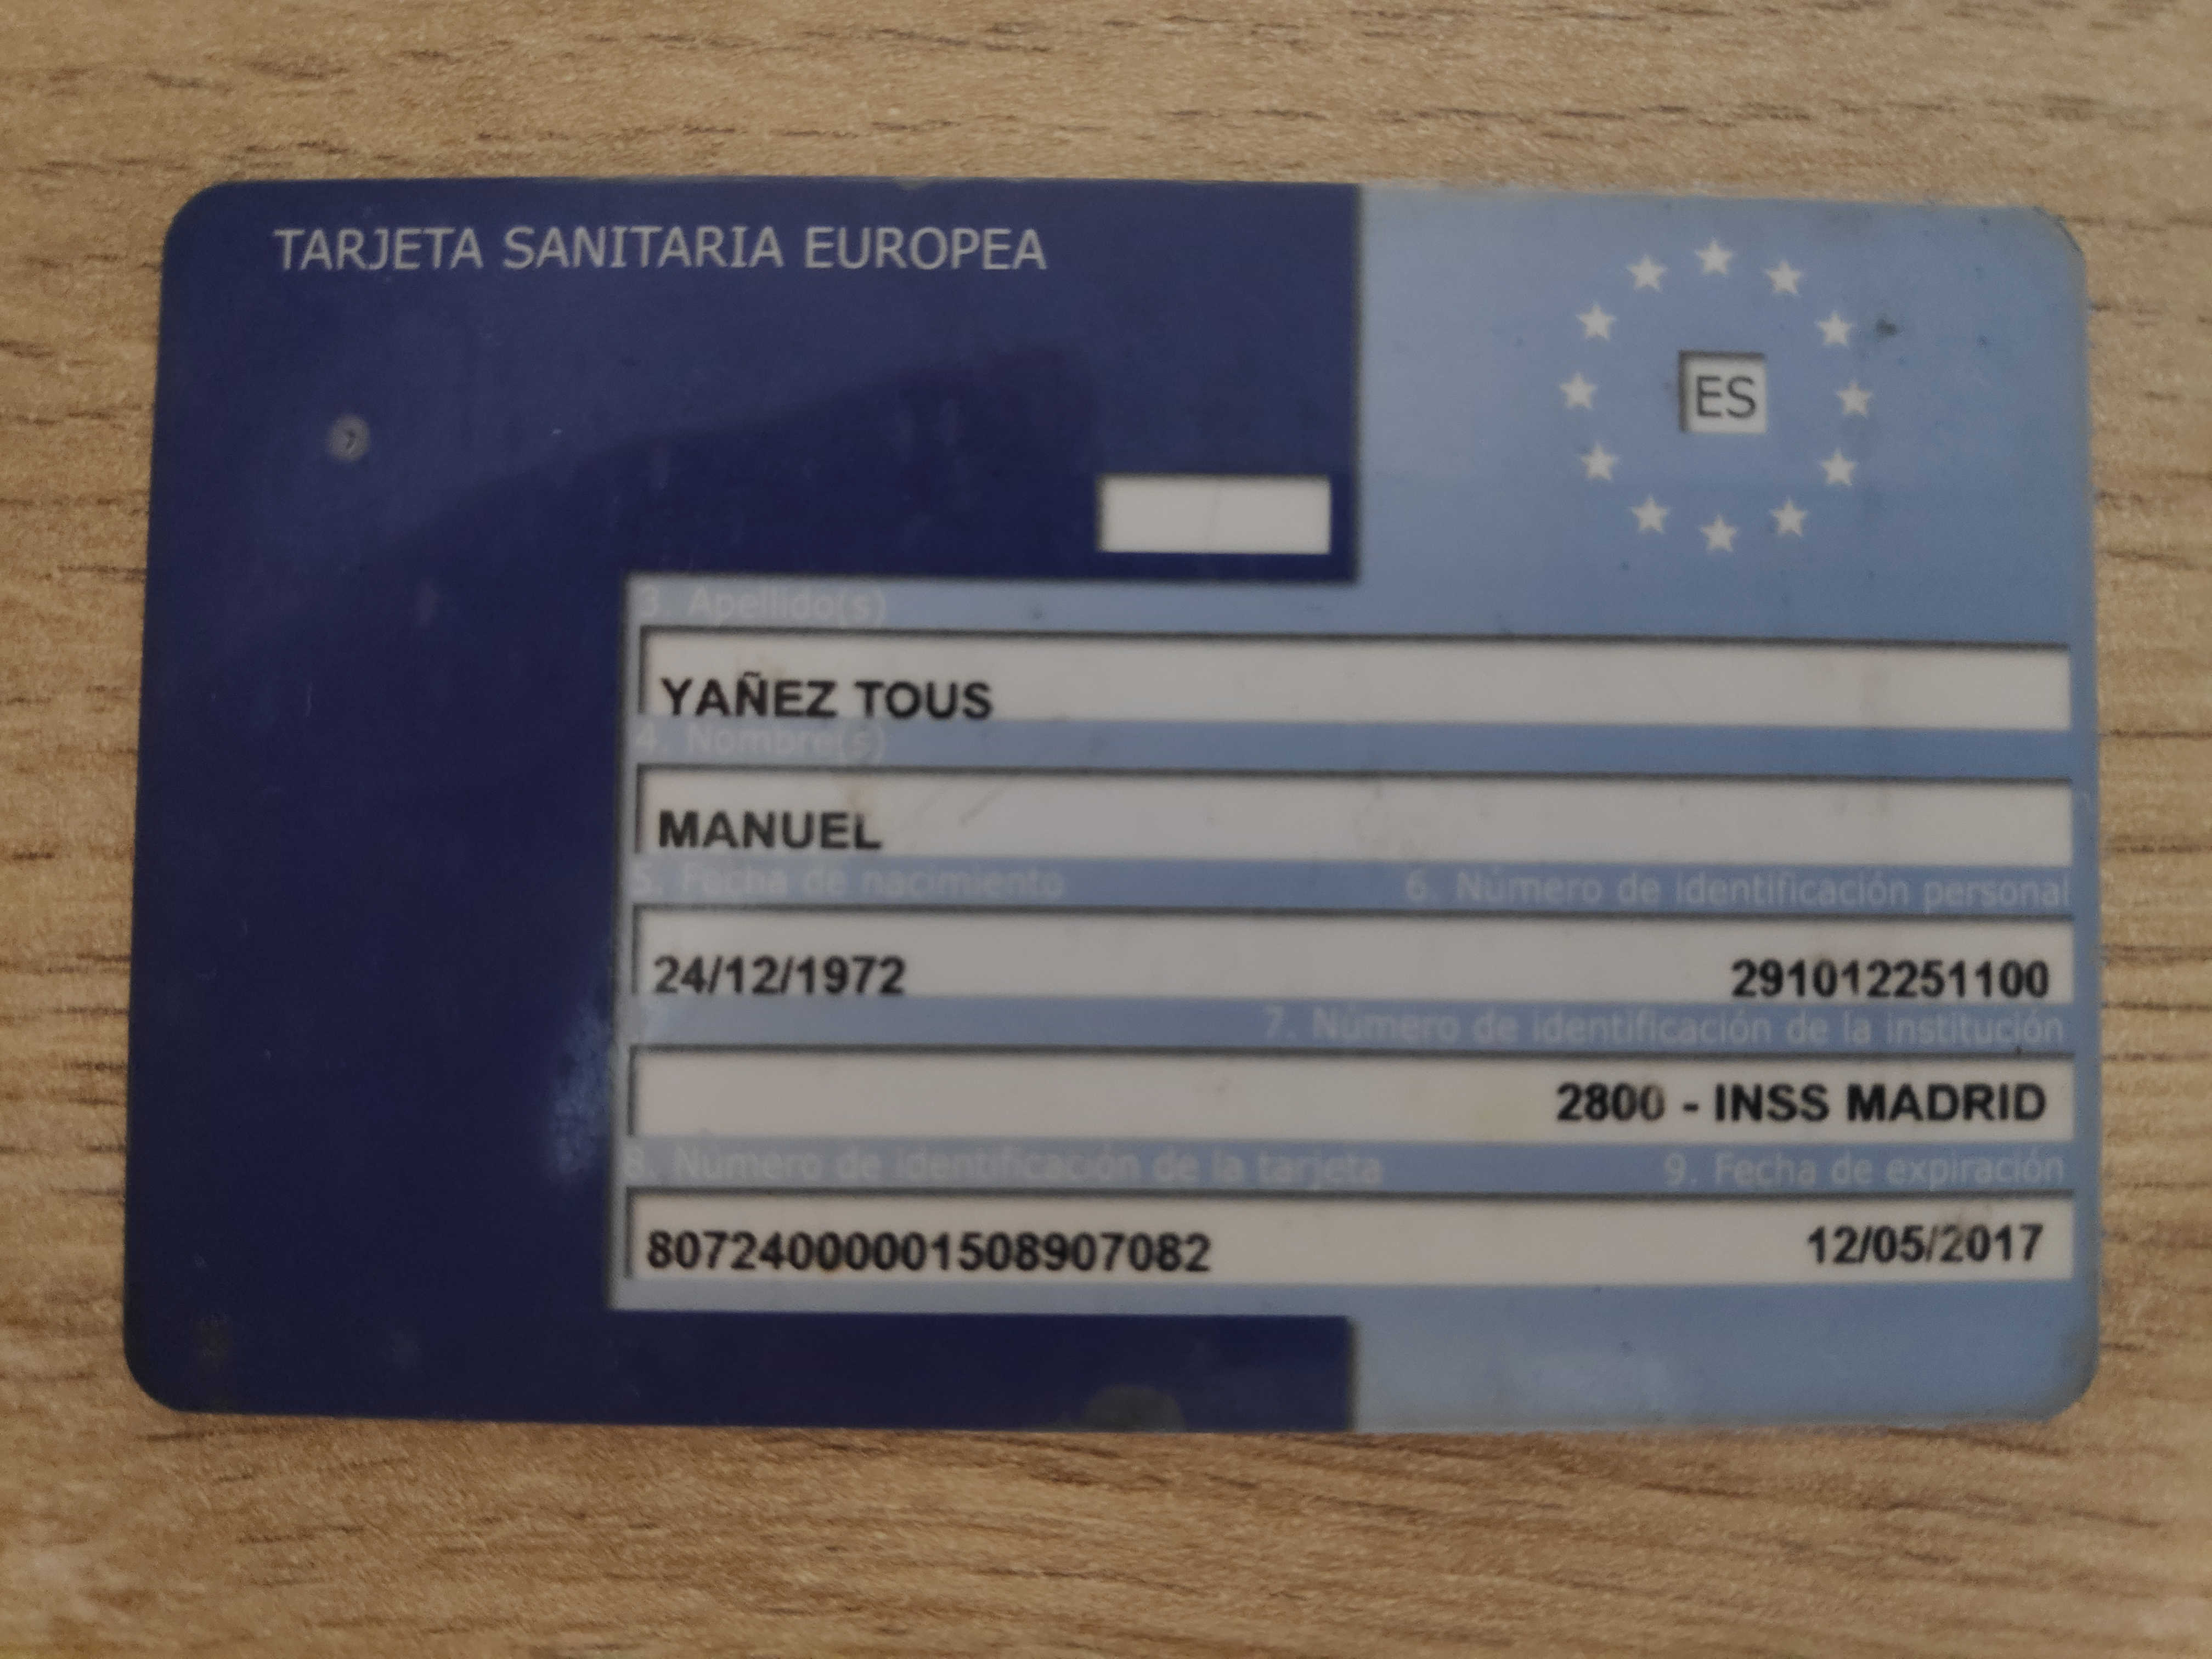 TARJETA SANITARIA EUROPEA
ES
3. Apellido(s)
YAÑEZ TOUS
4. Nombre(s)
MANUEL
5. Fecha de nacimiento 6. Número de identificación personal
24/12/1972 291012251100
7. Número de identificación de la institución
2800 - INSS MADRID
8. Número de identificación de la tarjeta 9. Fecha de expiración
80724000001508907082 12/05/2017